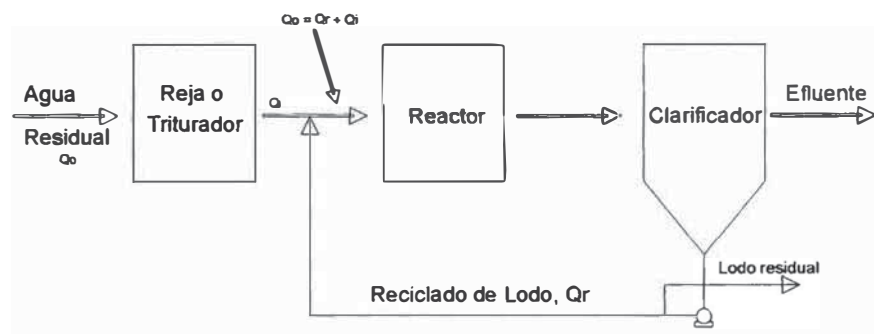 Qo = Qr + Qi
Agua
Residual
Qo
Reja o
Triturador
Qi
Reactor
Clarificador
Efluente
Lodo residual
Reciclado de Lodo, Qr